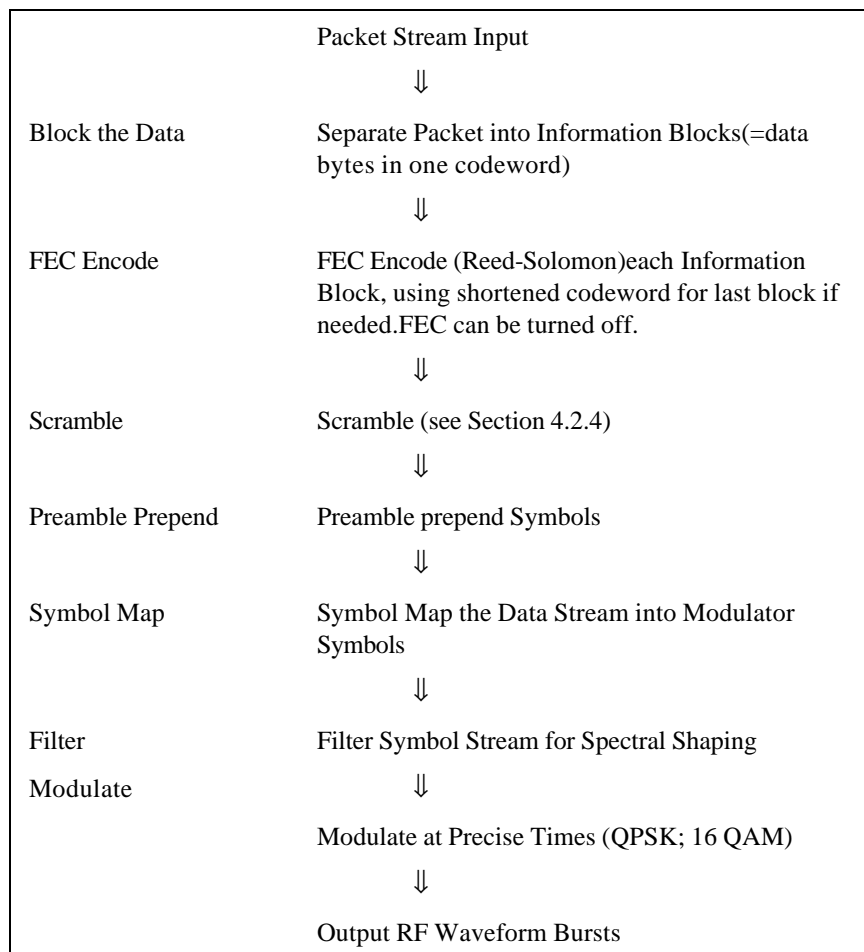 Packet Stream Input
⇓
Block the Data Separate Packet into Information Blocks(=data
bytes in one codeword)
⇓
FEC Encode FEC Encode (Reed-Solomon)each Information
Block, using shortened codeword for last block if
needed.FEC can be turned off.
⇓
Scramble Scramble (see Section 4.2.4)
⇓
Preamble Prepend Preamble prepend Symbols
⇓
Symbol Map Symbol Map the Data Stream into Modulator
Symbols
⇓
Filter Filter Symbol Stream for Spectral Shaping
Modulate ⇓
Modulate at Precise Times (QPSK; 16 QAM)
⇓
Output RF Waveform Bursts